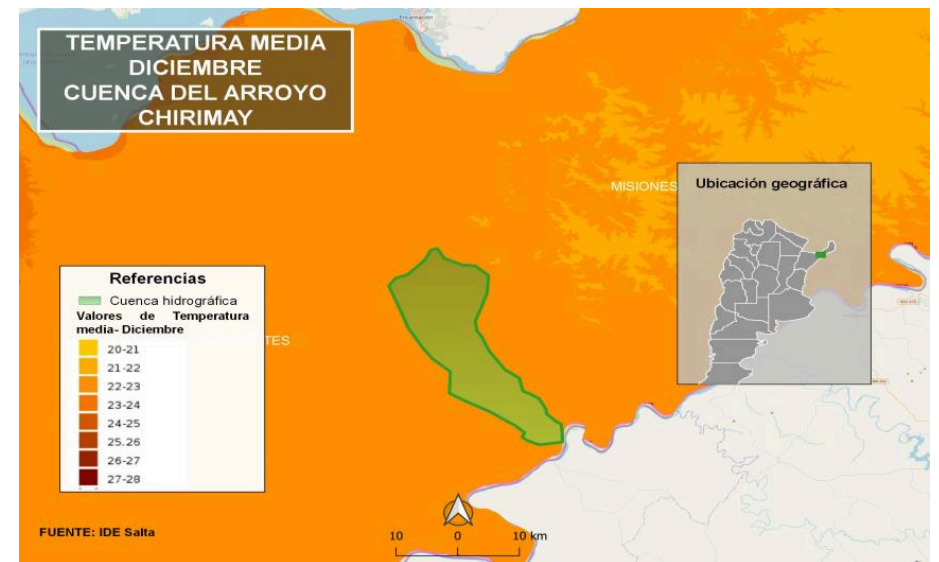 TEMPERATURA MEDIA
DICIEMBRE
CUENCA DEL ARROYO
CHIRIMAY
MISIONES
Ubicación geográfica
TES
Referencias
Cuenca hidrográfica
Valores de Temperatura
media- Diciembre
20-21
21-22
22-23
23-24
24-25
25.26
26-27
27-28
FUENTE: IDE Salta
10 0 10 km